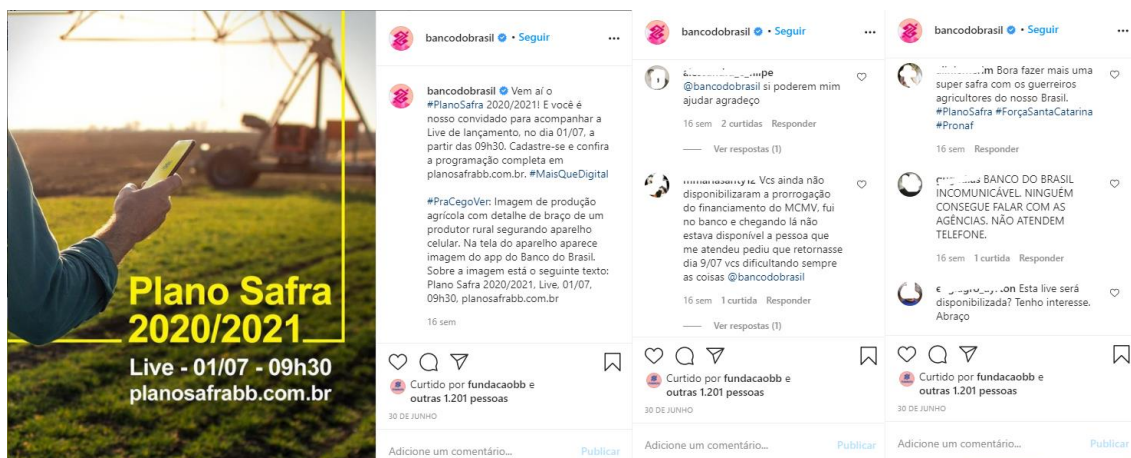 Plano Safra
2020/2021
Live - 01/07 - 09h30
planosafrabb.com.br
bancodobrasil • Seguir
bancodobrasil Vem aí o
#PlanoSafra 2020/2021! E você é
nosso convidado para acompanhar a
Live de lançamento, no dia 01/07, a
partir das 09h30. Cadastre-se e confira
a programação completa em
planosafrabb.com.br. #MaisQueDigital
#PraCegoVer: Imagem de produção
agrícola com detalhe de braço de um
produtor rural segurando aparelho
celular. Na tela do aparelho aparece
imagem do app do Banco do Brasil.
Sobre a imagem está o seguinte texto:
Plano Safra 2020/2021, Live, 01/07,
09h30, planosafrabb.com.br
16 sem
Curtido por fundacaobb e
outras 1.201 pessoas
30 DE JUNHO
Adicione um comentário... Publicar
bancodobrasil • Seguir
@bancodobrasil si poderem mim
ajudar agradeço
16 sem 2 curtidas Responder
Ver respostas (1)
Vcs ainda não
disponibilizaram a prorrogação
do financiamento do MCMV, fui
no banco e chegando lá não
estava disponível a pessoa que
me atendeu pediu que retornasse
dia 9/07 vcs dificultando sempre
as coisas @bancodobrasil
16 sem 1 curtida Responder
Ver respostas (1)
Curtido por fundacaobb e
outras 1.201 pessoas
30 DE JUNHO
Adicione um comentário... Publicar
bancodobrasil • Seguir
Bora fazer mais uma
super safra com os guerreiros
agricultores do nosso Brasil.
#PlanoSafra #ForçaSantaCatarina
#Pronaf
16 sem Responder
BANCO DO BRASIL
INCOMUNICÁVEL. NINGUÉM
CONSEGUE FALAR COM AS
AGÊNCIAS. NÃO ATENDEM
TELEFONE.
16 sem 1 curtida Responder
Esta live será
disponibilizada? Tenho interesse.
Abraço
Curtido por fundacaobb e
outras 1.201 pessoas
30 DE JUNHO
Adicione um comentário... Publicar